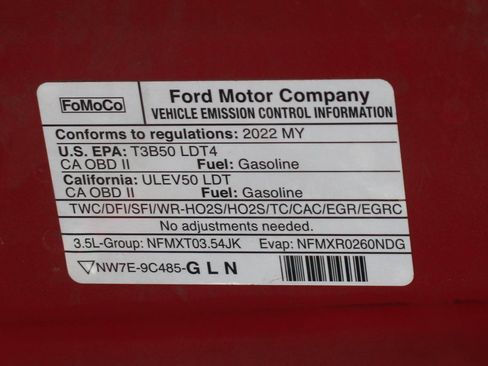 FoMoCo
Ford Motor Company
VEHICLE EMISSION CONTROL INFORMATION
Conforms to regulations: 2022 MY
U.S. EPA: T3B50 LDT4
CA OBD II Fuel: Gasoline
California: ULEV50 LDT
CA OBD II Fuel: Gasoline
TWC/DFI/SFI/WR-HO2S/HO2S/TC/CAC/EGR/EGRC
No adjustments needed.
3.5L-Group: NFMXT03.54JK Evap: NFMXR0260NDG
NW7E-9C485-GLN